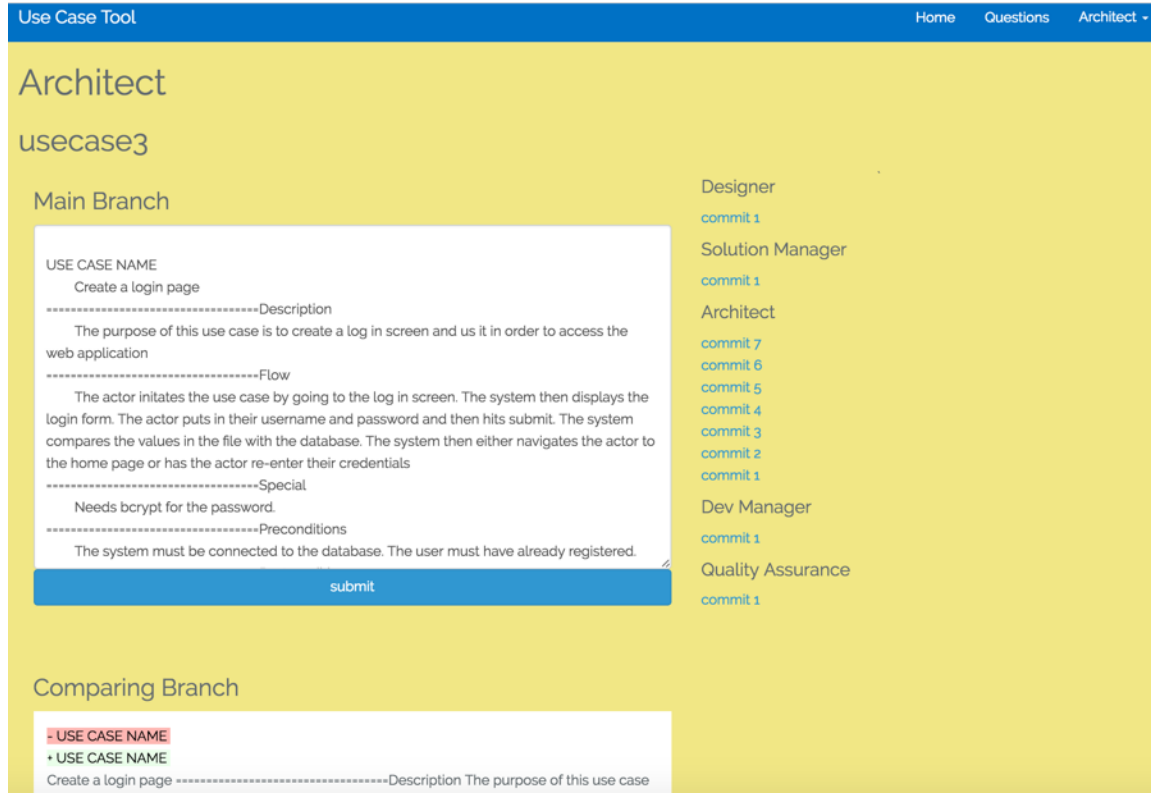 Use Case Tool
Home Questions Architect
Architect
usecase3
Main Branch
USE CASE NAME
Create a login page
===================================Description
The purpose of this use case is to create a log in screen and us it in order to access the
web application
===================================Flow
The actor initates the use case by going to the log in screen. The system then displays the
login form. The actor puts in their username and password and then hits submit. The system
compares the values in the file with the database. The system then either navigates the actor to
the home page or has the actor re-enter their credentials
===================================Special
Needs bcrypt for the password.
===================================Preconditions
The system must be connected to the database. The user must have already registered.
submit
Designer
commit 1
Solution Manager
commit 1
Architect
commit 7
commit 6
commit 5
commit 4
commit 3
commit 2
commit 1
Dev Manager
commit 1
Quality Assurance
commit 1
Comparing Branch
- USE CASE NAME
+ USE CASE NAME
Create a login page ===================================Description The purpose of this use case